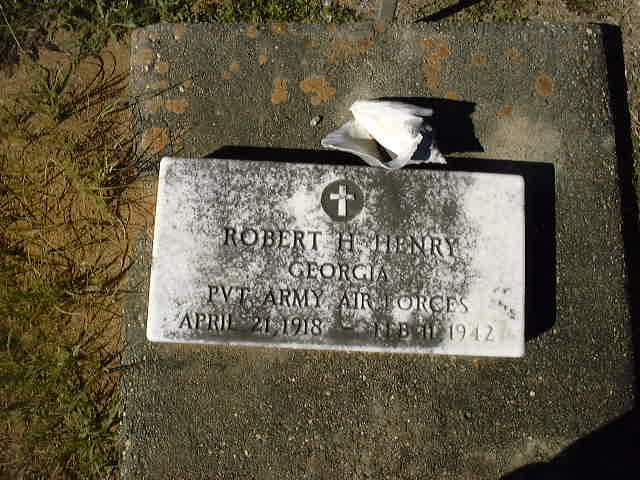 ROBERT H. HENRY
GEORGIA
PVT ARMY AIR FORCES
APRIL 21, 1918 - FEB 11, 1942